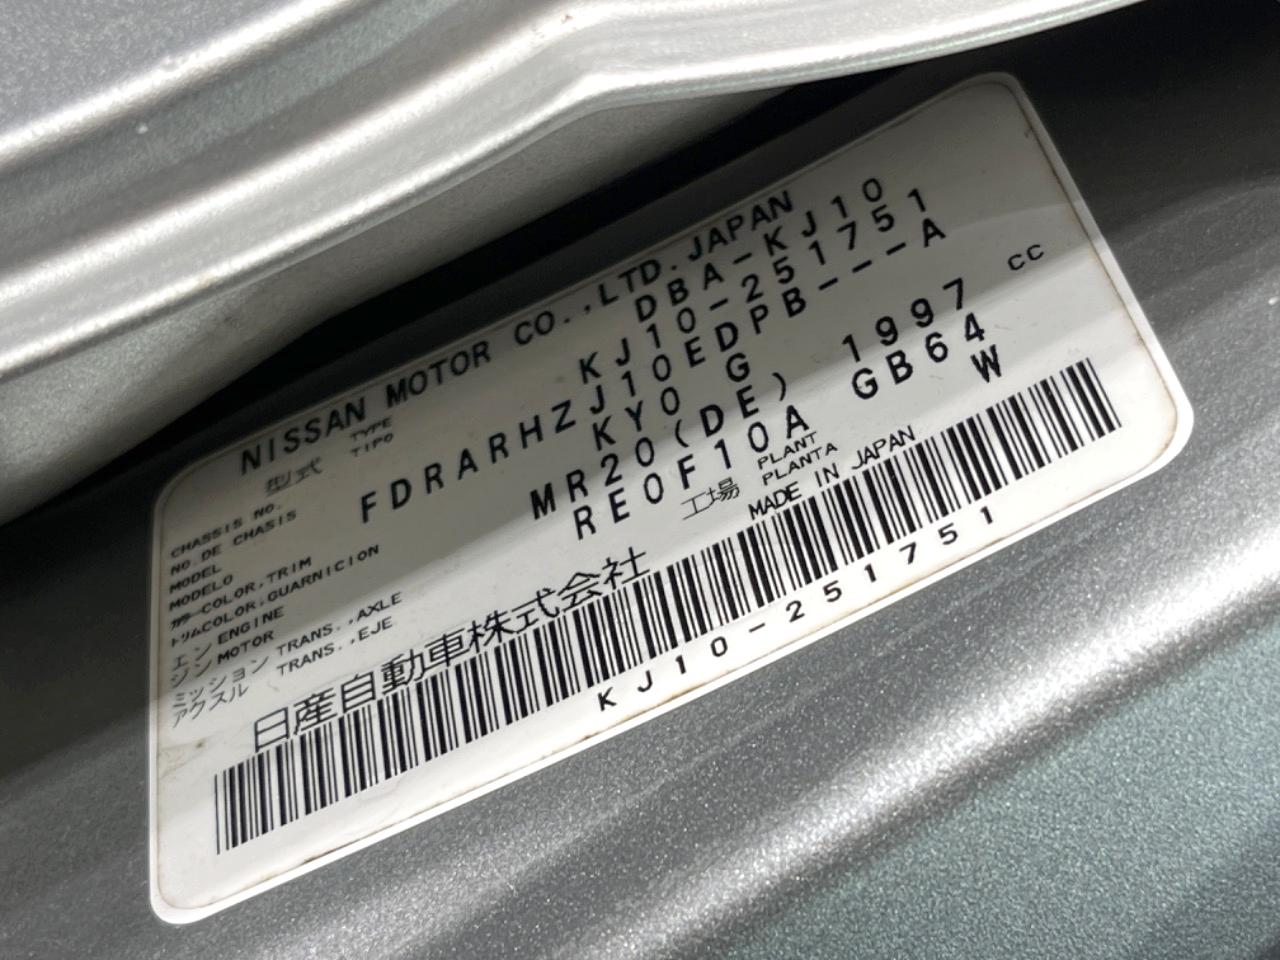 NISSAN MOTOR CO.,LTD.JAPAN
型式 TYPE TIPO DBA-KJ10
CHASSIS NO. NO.DE CHASIS KJ10-251751
MODEL MODELO FDRARHZJ10EDPB---A
カラー COLOR,TRIM トリム COLOR,GUARNICION KY0 G
エンジン ENGINE MOTOR MR20(DE) 1997 CC
ミッション アクスル TRANS.,AXLE TRANS.,EJE RE0F10A GB64
工場 PLANT PLANTA W
日産自動車株式会社 MADE IN JAPAN
KJ10-251751